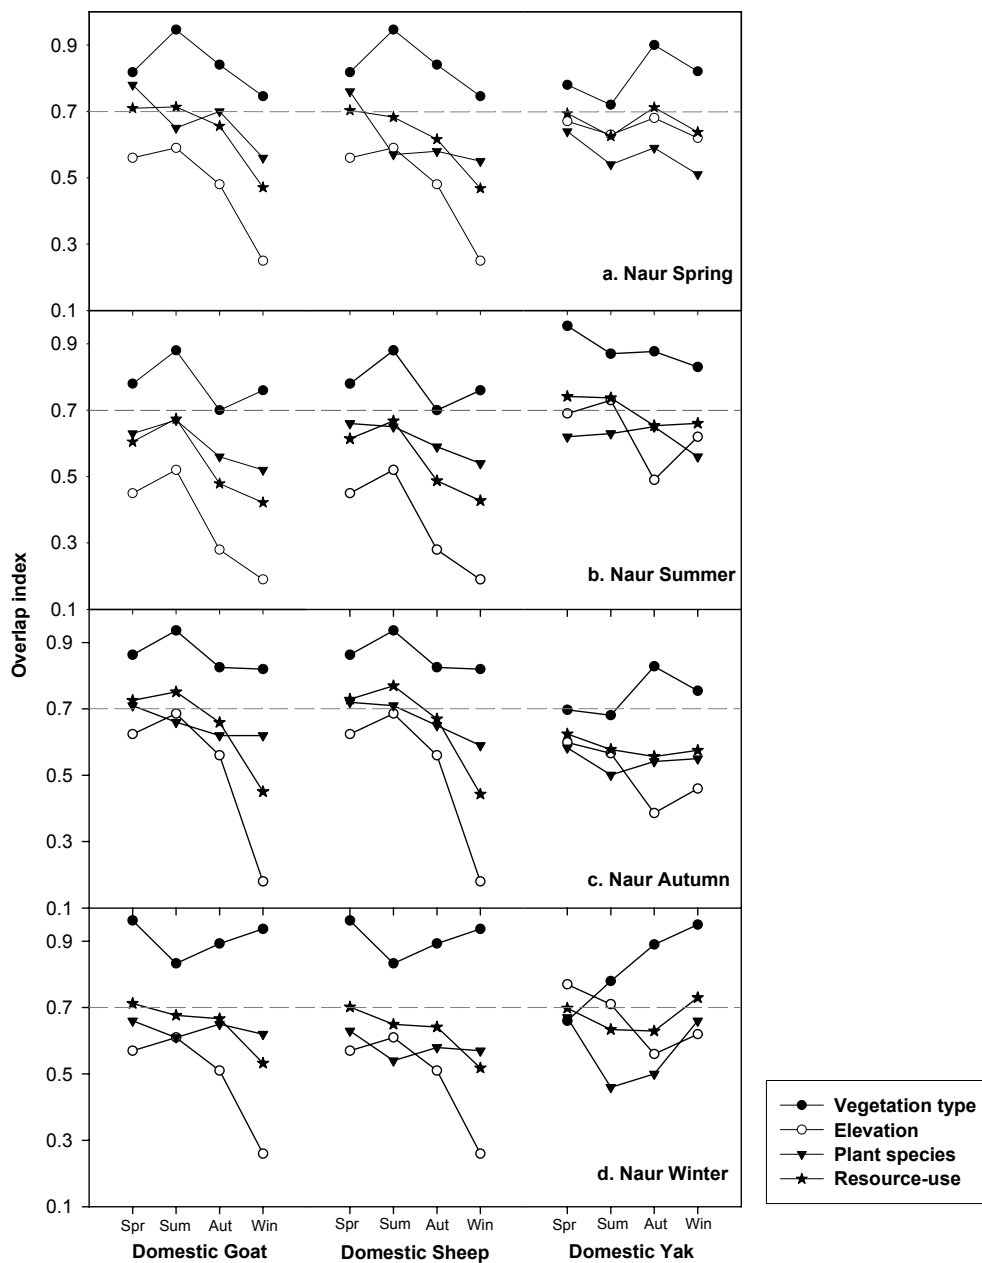 0.9
0.7
0.5
0.3
a. Naur Spring
0.1
0.9
0.7
0.5
0.3
b. Naur Summer
0.1
Overlap index
0.9
0.7
0.5
0.3
c. Naur Autumn
0.1
0.9
0.7
0.5
0.3
d. Naur Winter
0.1
Spr Sum Aut Win Spr Sum Aut Win Spr Sum Aut Win
Domestic Goat Domestic Sheep Domestic Yak
Vegetation type
Elevation
Plant species
Resource-use